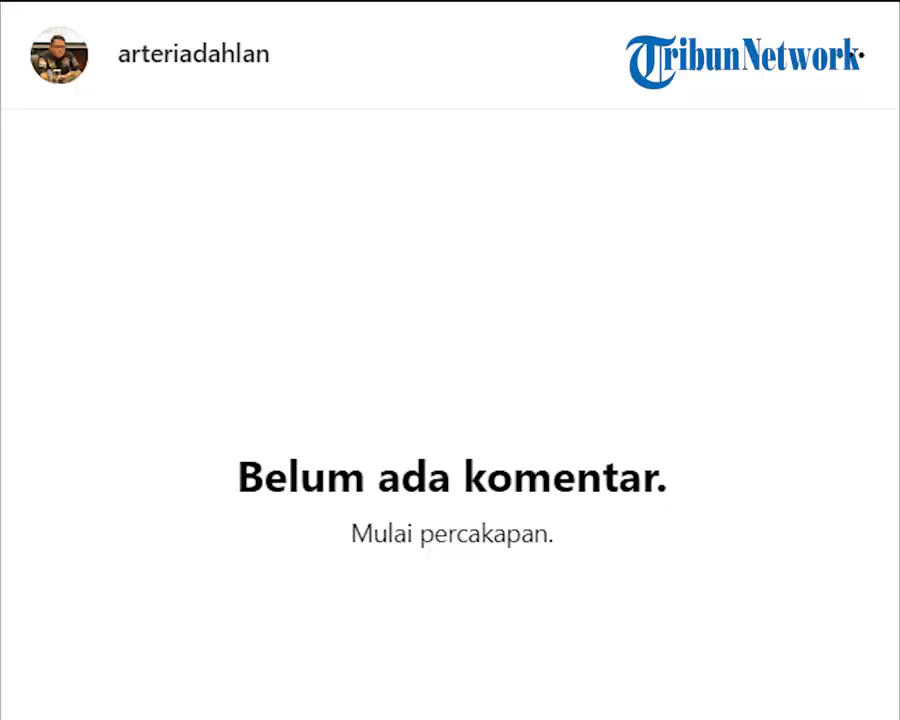 arteriadahlan
TribunNetwork
Belum ada komentar.
Mulai percakapan.